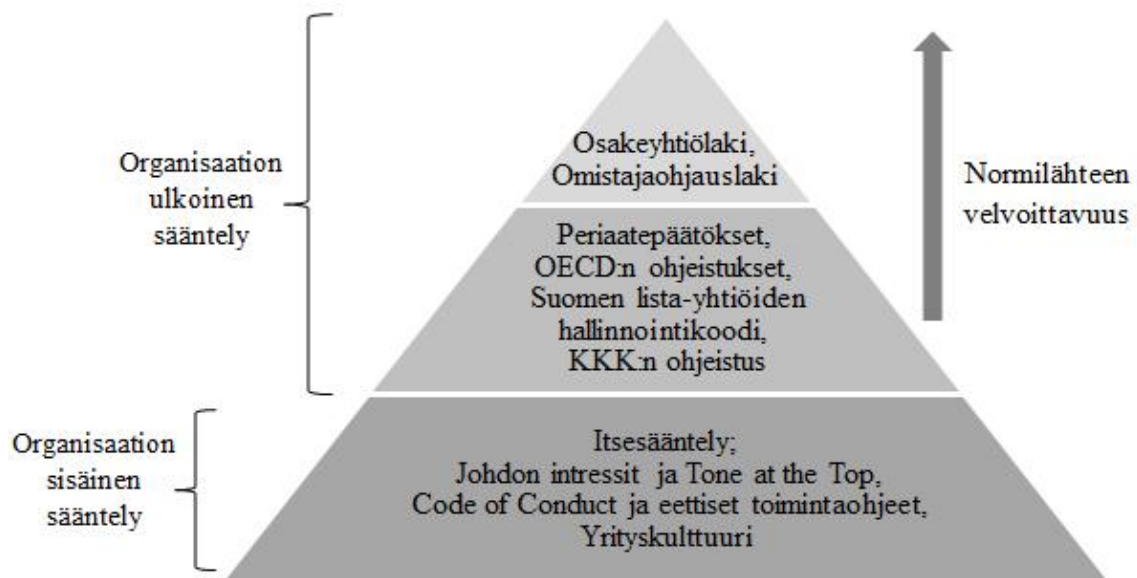 Organisaation
ulkoinen
sääntely
Osakeyhtiölaki,
Omistajaohjauslaki
Normilähteen
velvoittavuus
Periaatepäätökset,
OECD:n ohjeistukset,
Suomen lista-yhtiöiden
hallinnointikoodi,
KKK:n ohjeistus
Organisaation
sisäinen
sääntely
Itsesääntely;
Johdon intressit ja Tone at the Top,
Code of Conduct ja eettiset toimintaohjeet,
Yrityskulttuuri